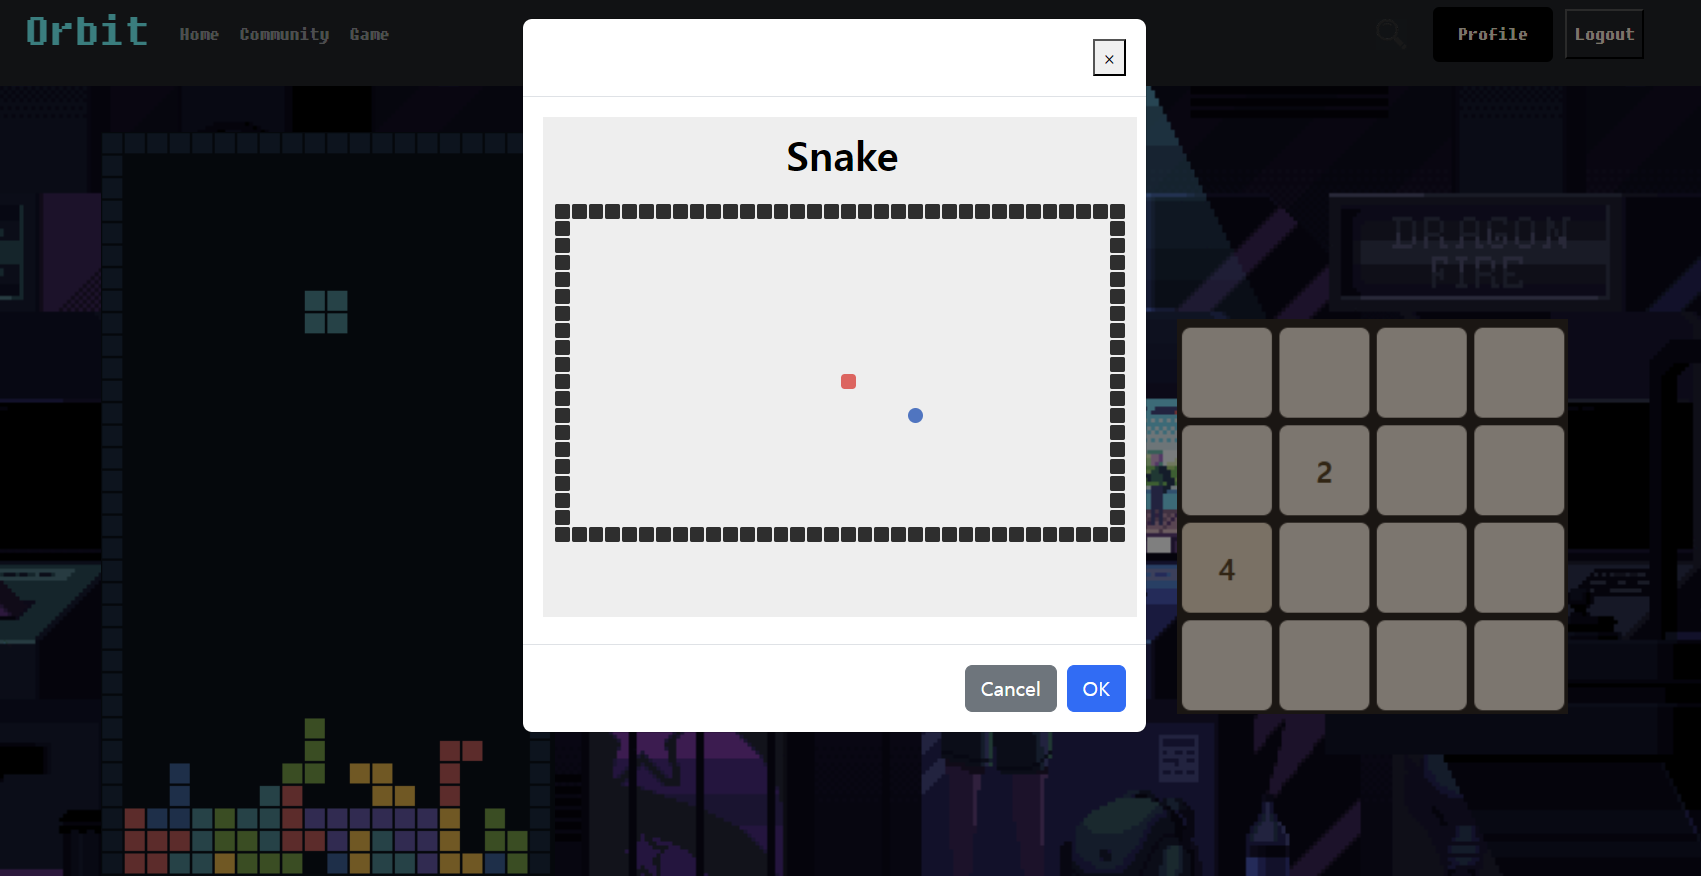 Orbit
Home Community Game
Profile
Logout
×
Snake
DRAGON
FIRE
2
4
Cancel OK